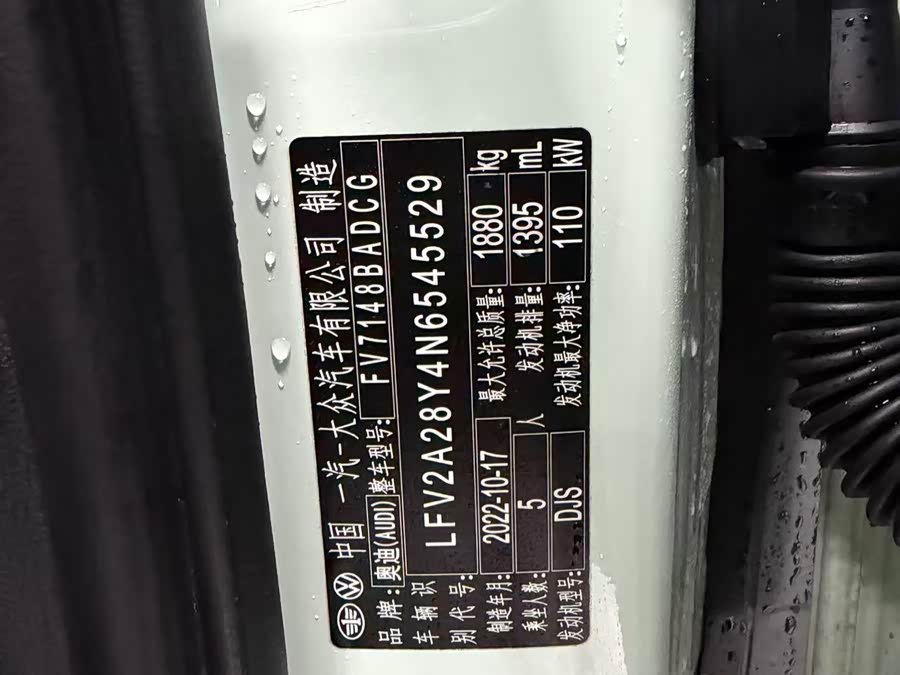 中国 一汽-大众汽车有限公司 制造
品牌: 奥迪(AUDI) 整车型号: FV7148BADCG
车辆识别代号: LFV2A28Y4N6545529
制造年月: 2022-10-17 最大允许总质量: 1880 kg
乘坐人数: 5 人 发动机排量: 1395 mL
发动机型号: DJS 发动机最大净功率: 110 kW